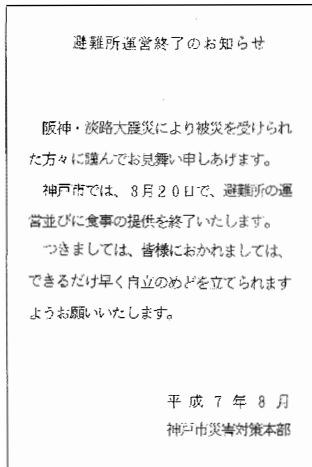 避難所運営終了のお知らせ
阪神・淡路大震災により被災を受けられ
た方々に謹んでお見舞い申しあげます。
神戸市では、8月20日で、避難所の運
営並びに食事の提供を終了いたします。
つきましては、皆様におかれましては、
できるだけ早く自立のめどを立てられます
ようお願いいたします。
平成7年8月
神戸市災害対策本部